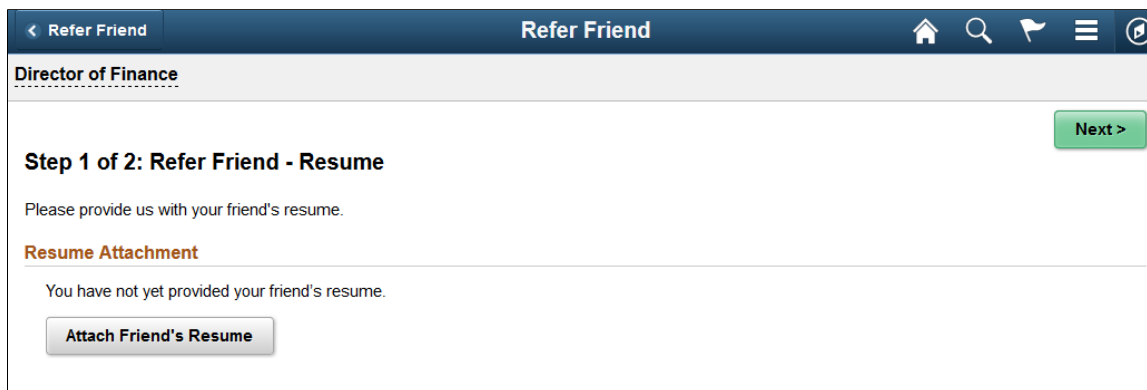 Refer Friend
Refer Friend
Director of Finance
Next >
Step 1 of 2: Refer Friend - Resume
Please provide us with your friend's resume.
Resume Attachment
You have not yet provided your friend's resume.
Attach Friend's Resume